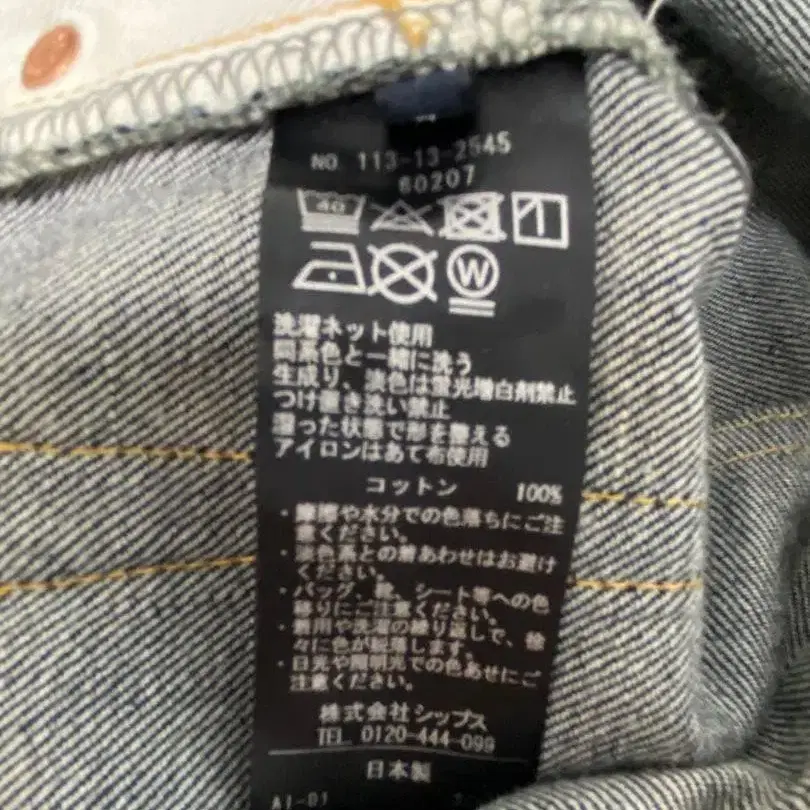 NO. 113-13-2545
60207
40
W
洗濯ネット使用
同系色と一緒に洗う
生成り、淡色は蛍光増白剤禁止
つけ置き洗い禁止
湿った状態で形を整える
アイロンはあて布使用
コットン 100%
・摩擦や水分での色落ちにご注
意ください。
・淡色系との着あわせはお避け
ください。
・バッグ、靴、シート等への色
移りにご注意ください。
・着用や洗濯の繰り返しで、徐
々に色が脱落します。
・日光や照明光での色あせにご
注意ください。
株式会社シップス
TEL 0120-444-099
日本製
A1-01